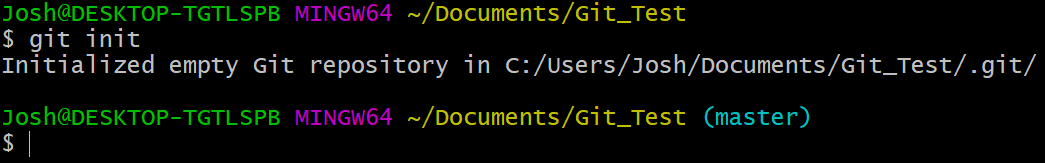 Josh@DESKTOP-TGTLSPB MINGW64 ~/Documents/Git_Test
$ git init
Initialized empty Git repository in C:/Users/Josh/Documents/Git_Test/.git/
Josh@DESKTOP-TGTLSPB MINGW64 ~/Documents/Git_Test (master)
$